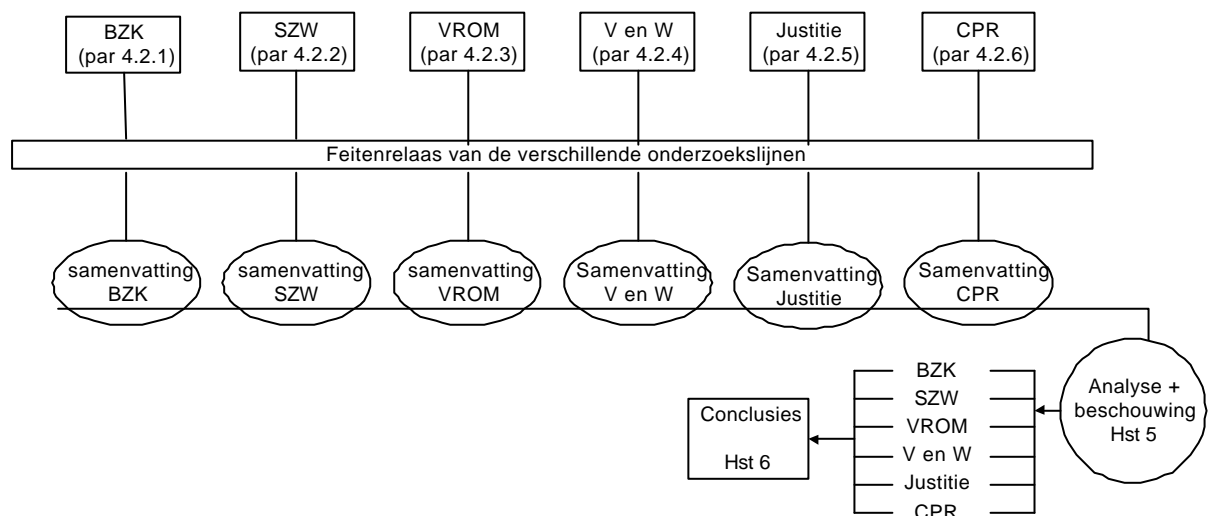 BZK
(par 4.2.1)
SZW
(par 4.2.2)
VROM
(par 4.2.3)
V en W
(par 4.2.4)
Justitie
(par 4.2.5)
CPR
(par 4.2.6)
Feitenrelaas van de verschillende onderzoekslijnen
samenvatting
BZK
samenvatting
SZW
samenvatting
VROM
Samenvatting
V en W
Samenvatting
Justitie
Samenvatting
CPR
Analyse +
beschouwing
Hst 5
BZK
SZW
VROM
V en W
Justitie
CPR
Conclusies
Hst 6